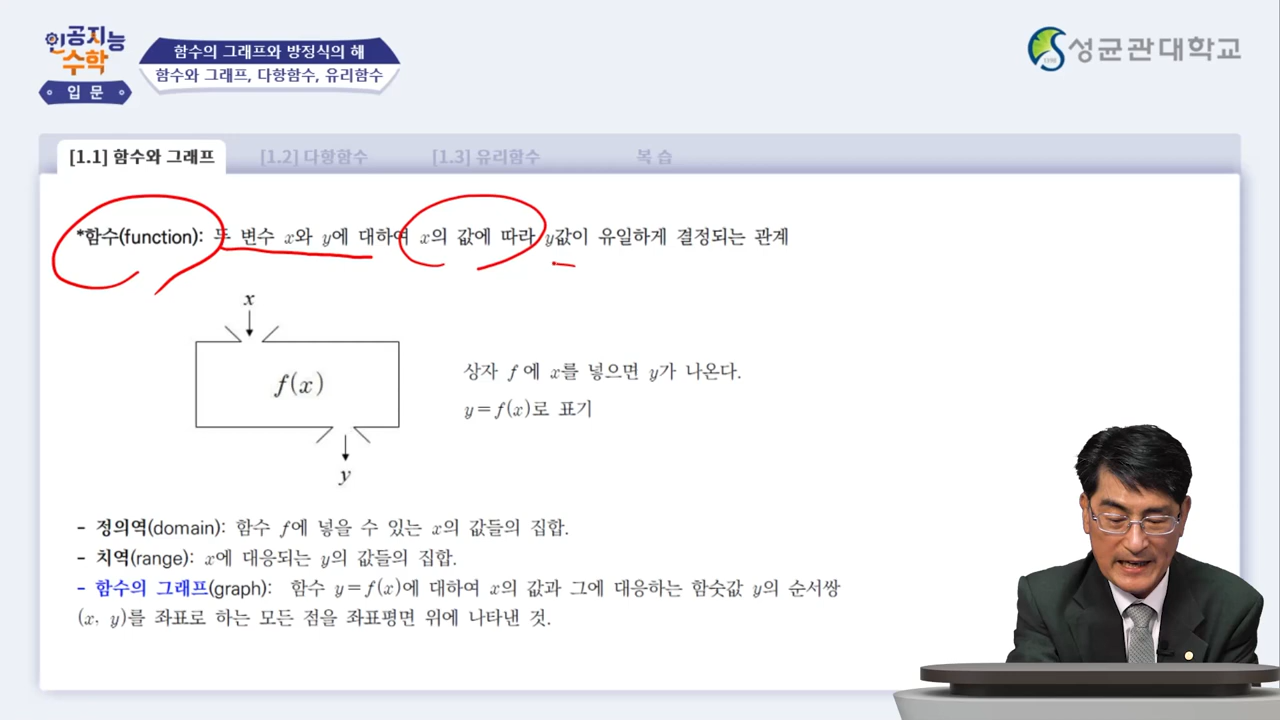 인공지능
수학
입 문
함수의 그래프와 방정식의 해
함수와 그래프, 다항함수, 유리함수
성균관대학교
[1.1] 함수와 그래프
[1.2] 다항함수
[1.3] 유리함수
복 습
*함수(function): 두 변수 x와 y에 대하여 x의 값에 따라 y값이 유일하게 결정되는 관계
x
f(x)
y
상자 f 에 x를 넣으면 y가 나온다.
y=f(x)로 표기
- 정의역(domain): 함수 f에 넣을 수 있는 x의 값들의 집합.
- 치역(range): x에 대응되는 y의 값들의 집합.
- 함수의 그래프(graph): 함수 y=f(x)에 대하여 x의 값과 그에 대응하는 함숫값 y의 순서쌍
(x, y)를 좌표로 하는 모든 점을 좌표평면 위에 나타낸 것.